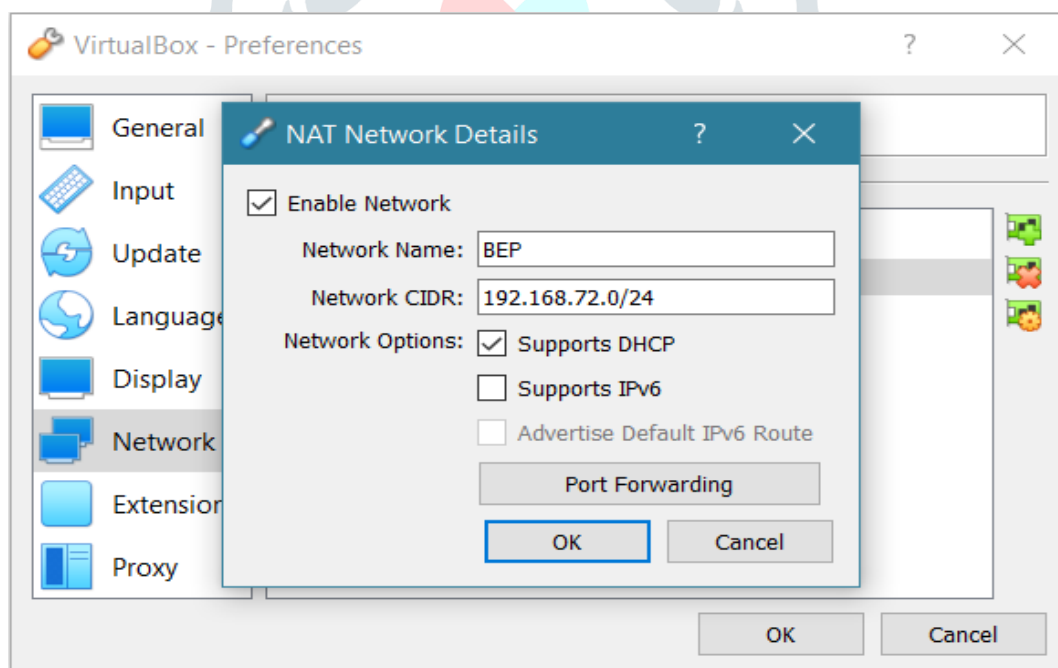 VirtualBox - Preferences
?
General
Input
Update
Language
Display
Network
Extension
Proxy
NAT Network Details
?
Enable Network
Network Name: BEP
Network CIDR: 192.168.72.0/24
Network Options: Supports DHCP
Supports IPv6
Advertise Default IPv6 Route
Port Forwarding
OK Cancel
OK Cancel